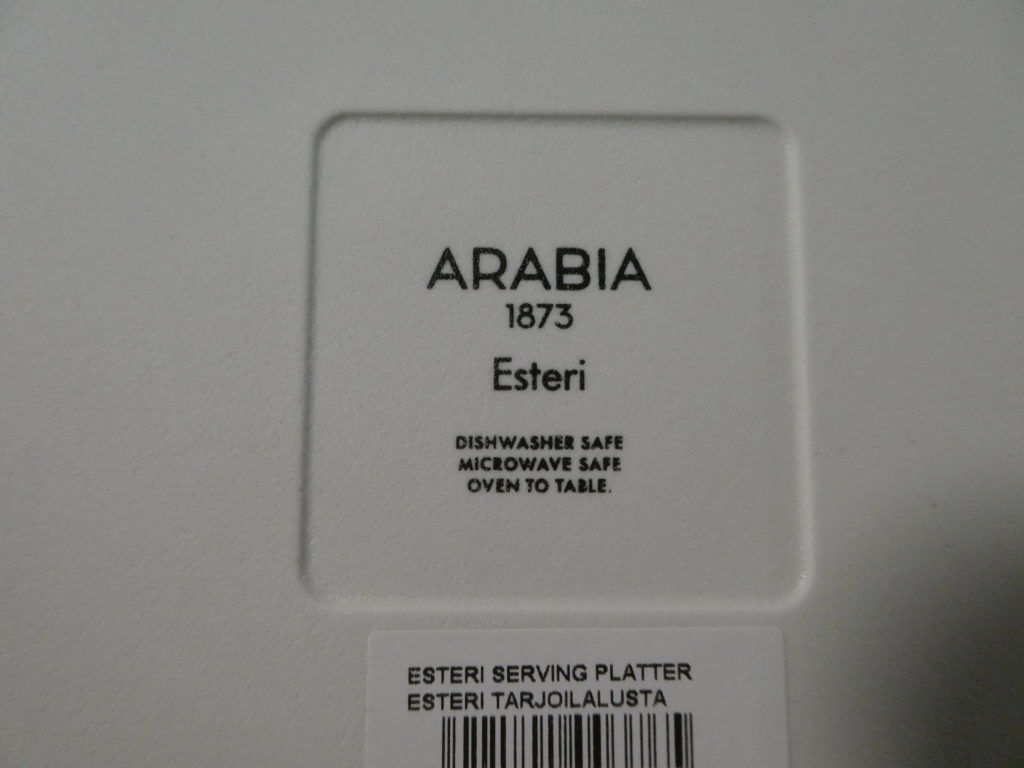 ARABIA
1873
Esteri
DISHWASHER SAFE
MICROWAVE SAFE
OVEN TO TABLE.
ESTERI SERVING PLATTER
ESTERI TARJOILALUSTA